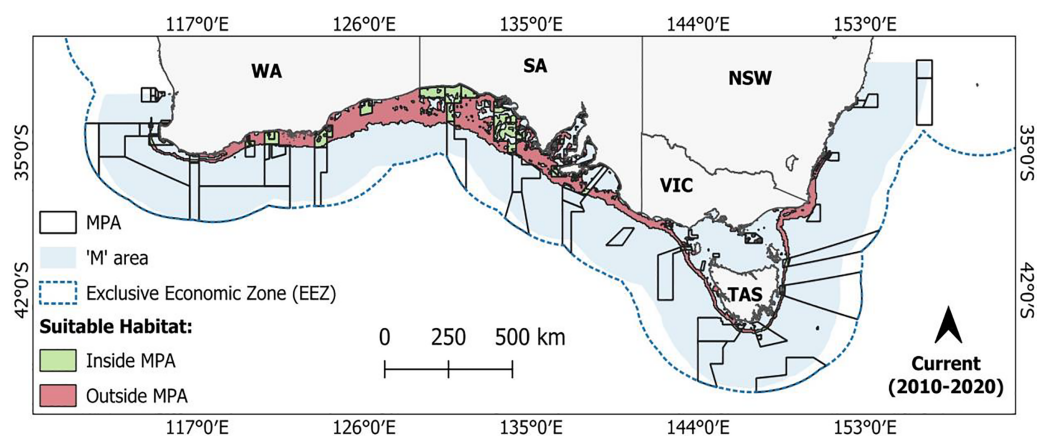 117°0′E 126°0′E 135°0′E 144°0′E 153°0′E
WA
SA
NSW
VIC
TAS
35°0′S
42°0′S
35°0′S
42°0′S
MPA
'M' area
Exclusive Economic Zone (EEZ)
Suitable Habitat:
Inside MPA
Outside MPA
0 250 500 km
Current
(2010-2020)
117°0′E 126°0′E 135°0′E 144°0′E 153°0′E